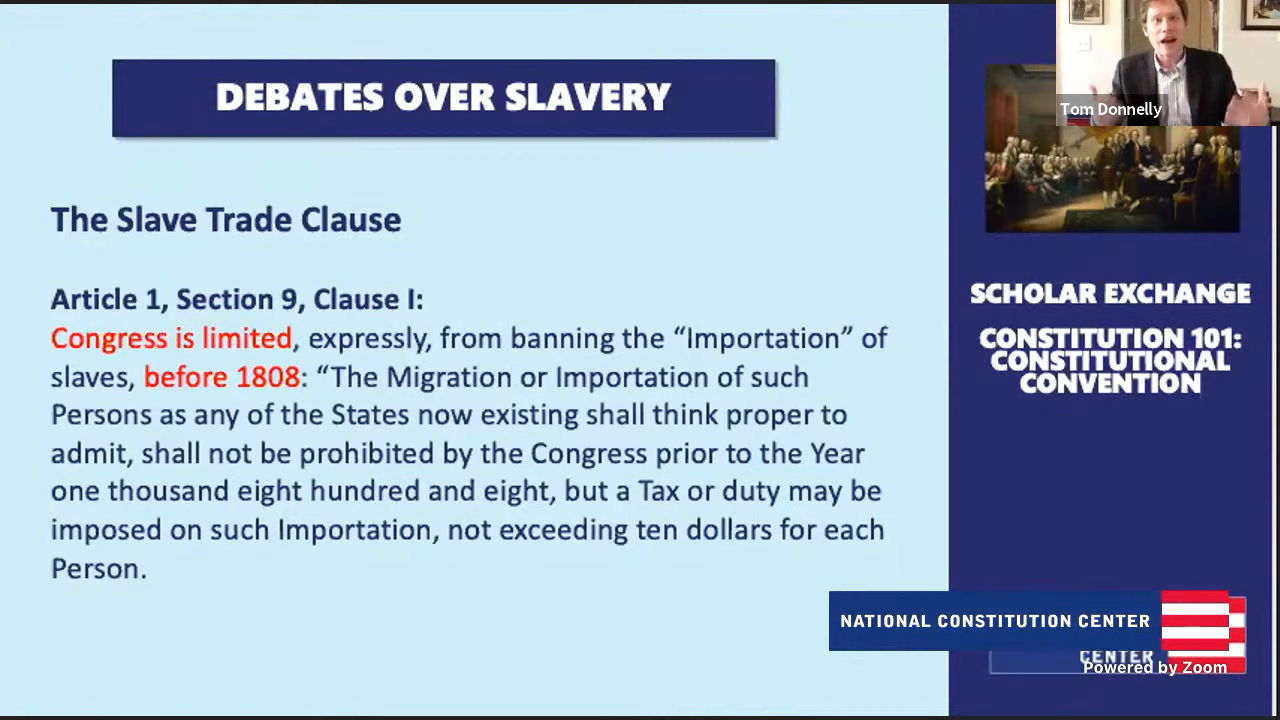 DEBATES OVER SLAVERY
The Slave Trade Clause
Article 1, Section 9, Clause I:
Congress is limited, expressly, from banning the “Importation” of
slaves, before 1808: “The Migration or Importation of such
Persons as any of the States now existing shall think proper to
admit, shall not be prohibited by the Congress prior to the Year
one thousand eight hundred and eight, but a Tax or duty may be
imposed on such Importation, not exceeding ten dollars for each
Person.
Tom Donnelly
SCHOLAR EXCHANGE
CONSTITUTION 101:
CONSTITUTIONAL
CONVENTION
NATIONAL CONSTITUTION CENTER
CENTER
Powered by Zoom